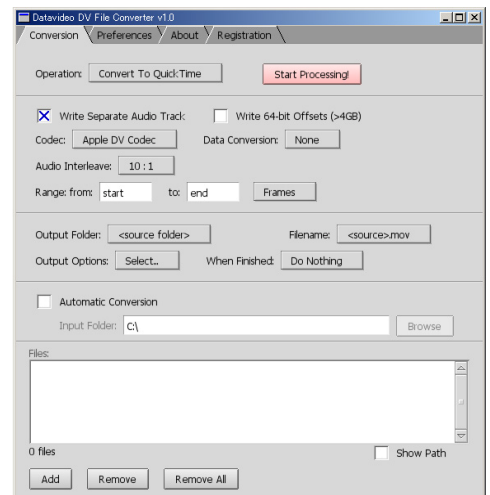 Datavideo DV File Converter v1.0
Conversion Preferences About Registration
Operation: Convert To QuickTime Start Processing!
Write Separate Audio Track Write 64-bit Offsets (>4GB)
Codec: Apple DV Codec Data Conversion: None
Audio Interleave: 10 : 1
Range: from: start to: end Frames
Output Folder: <source folder> Filename: <source>.mov
Output Options: Select.. When Finished: Do Nothing
Automatic Conversion
Input Folder: C:\ Browse
Files:
0 files Show Path
Add Remove Remove All